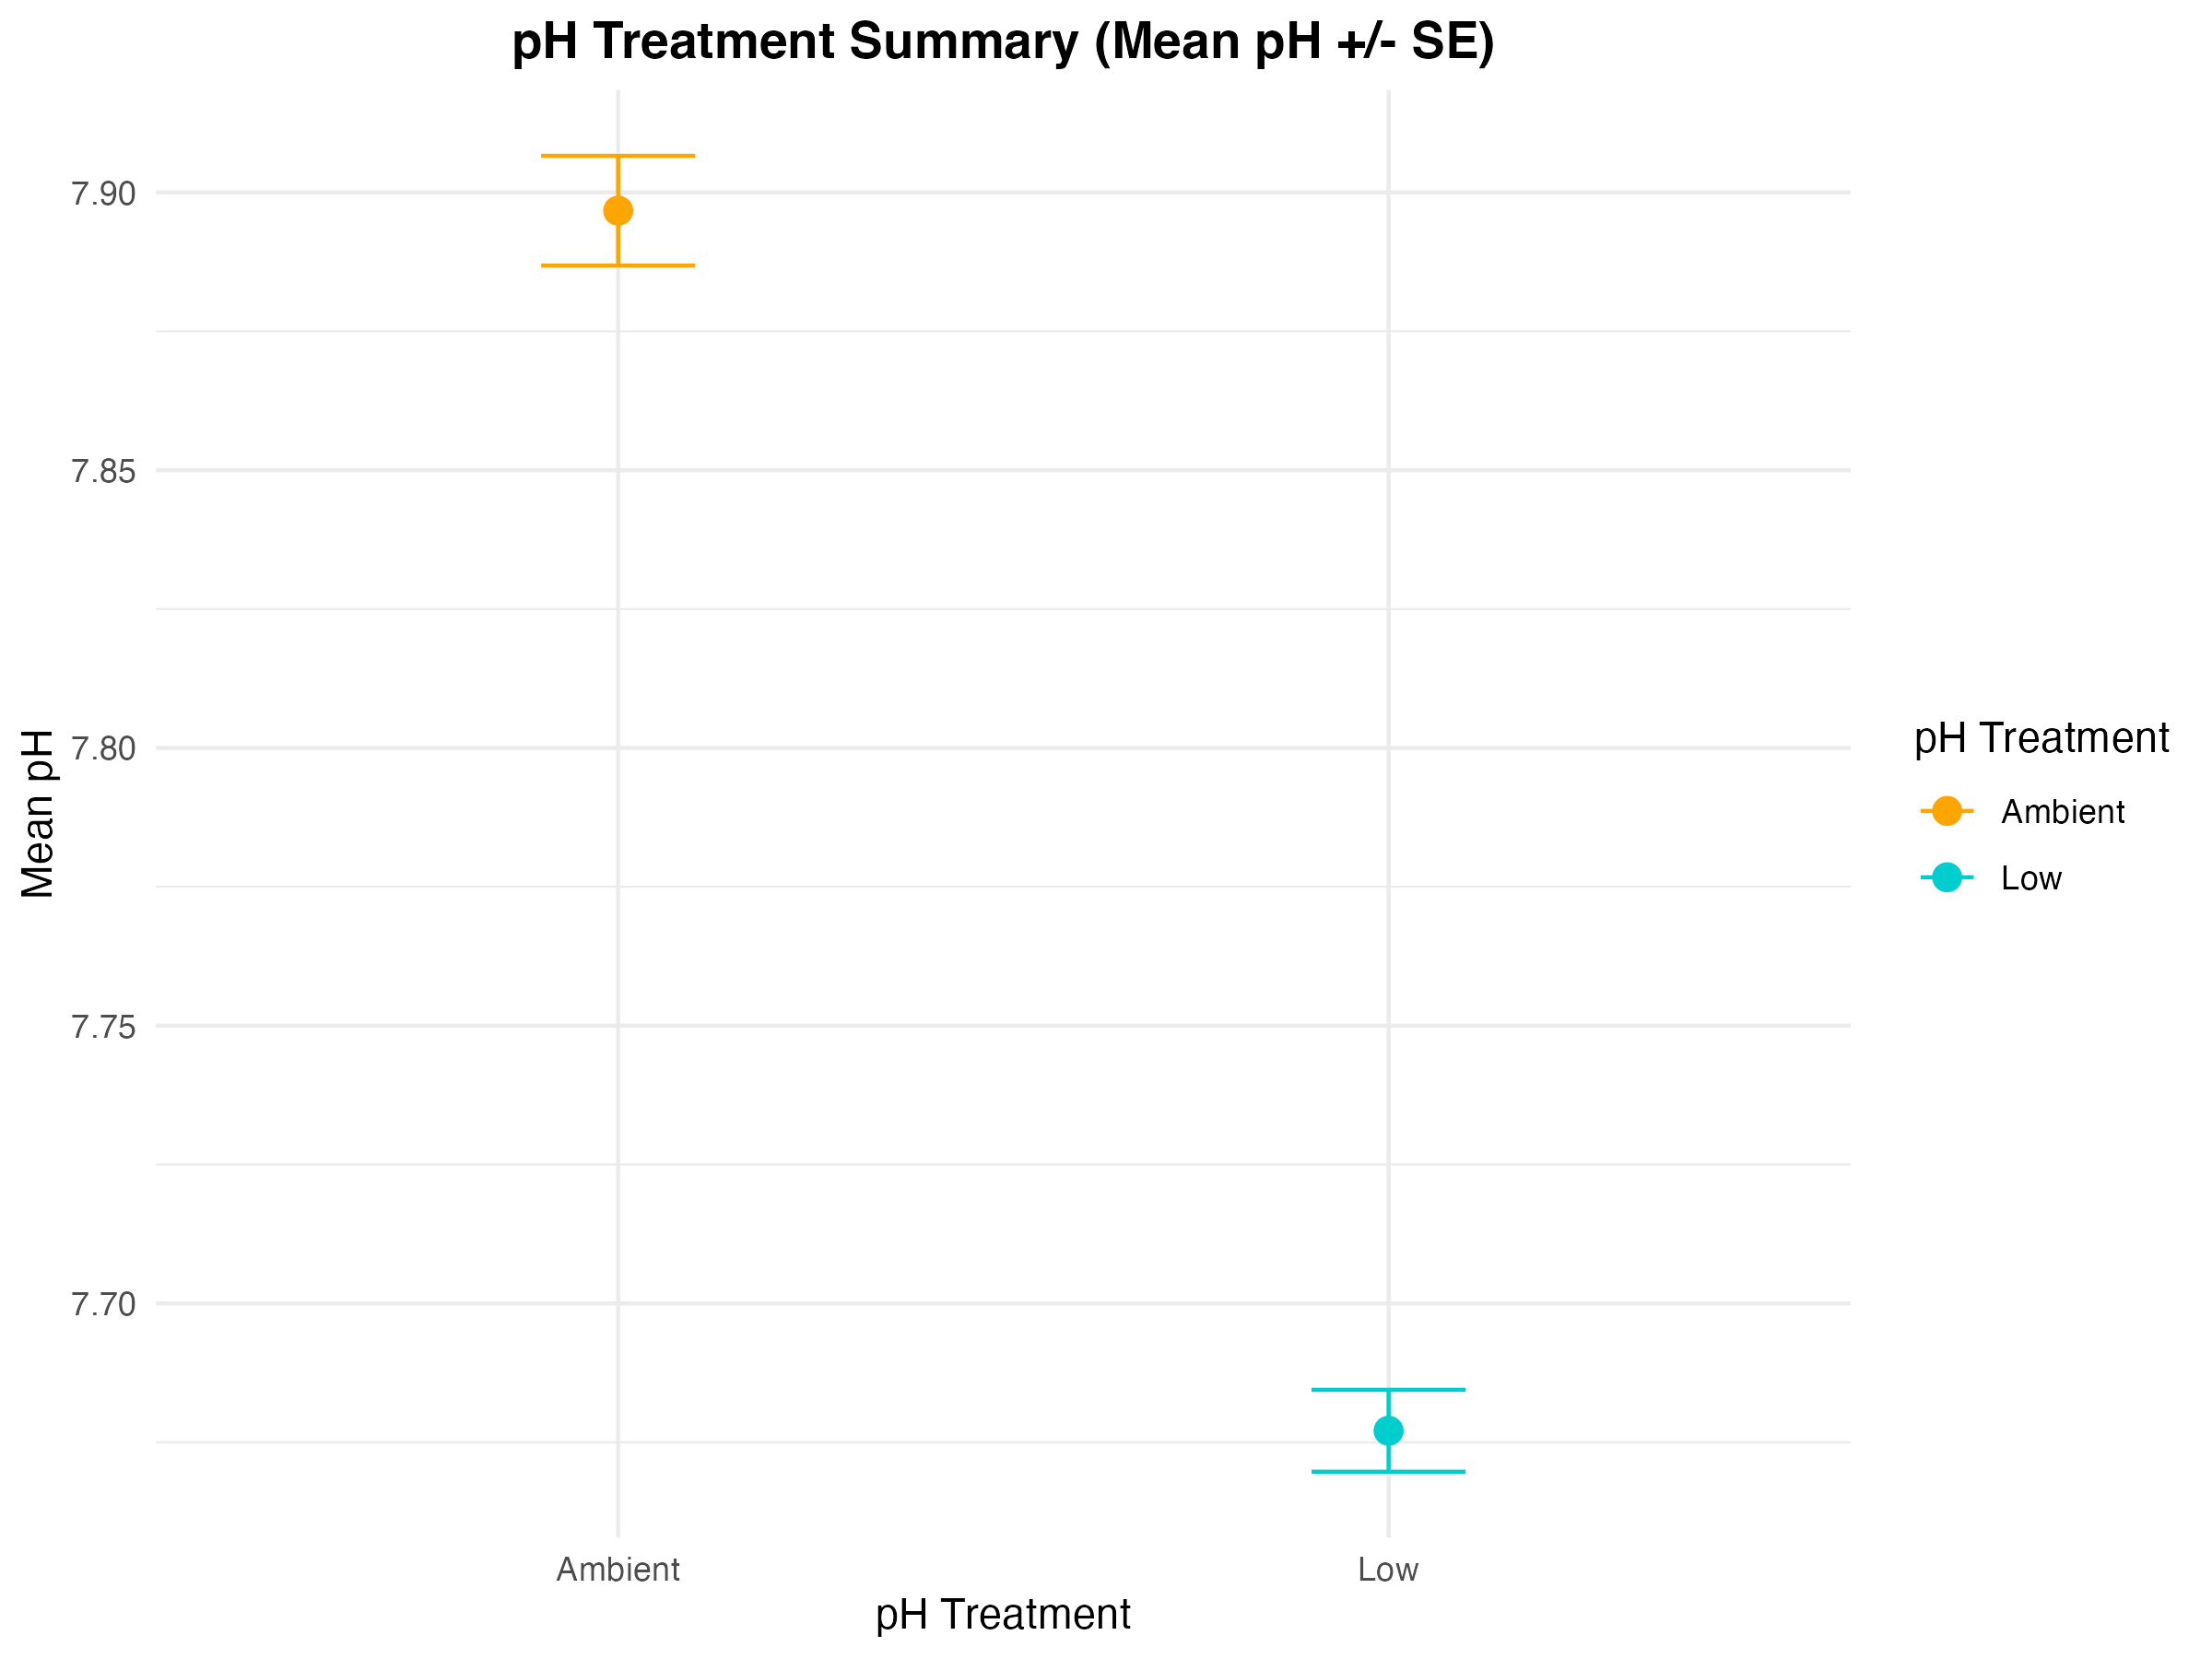 pH Treatment Summary (Mean pH +/- SE)
Mean pH
7.90
7.85
7.80
7.75
7.70
Ambient
Low
pH Treatment
pH Treatment
Ambient
Low